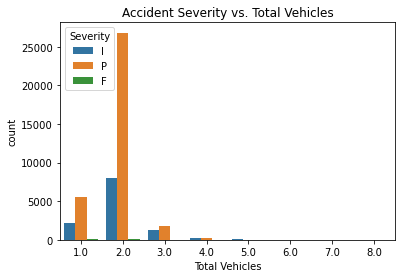 Accident Severity vs. Total Vehicles
Severity
I
P
F
25000
20000
15000
10000
5000
0
count
1.0 2.0 3.0 4.0 5.0 6.0 7.0 8.0
Total Vehicles